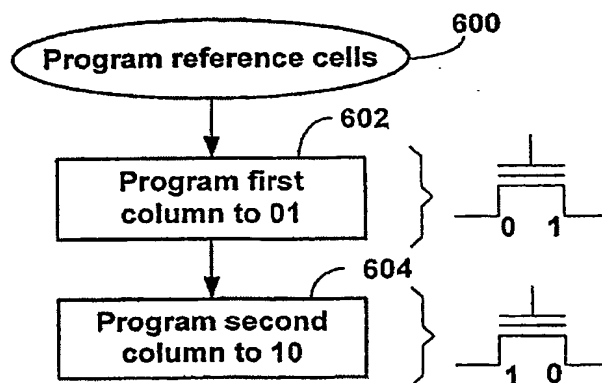 600
Program reference cells
602
Program first
column to 01
0 1
604
Program second
column to 10
1 0